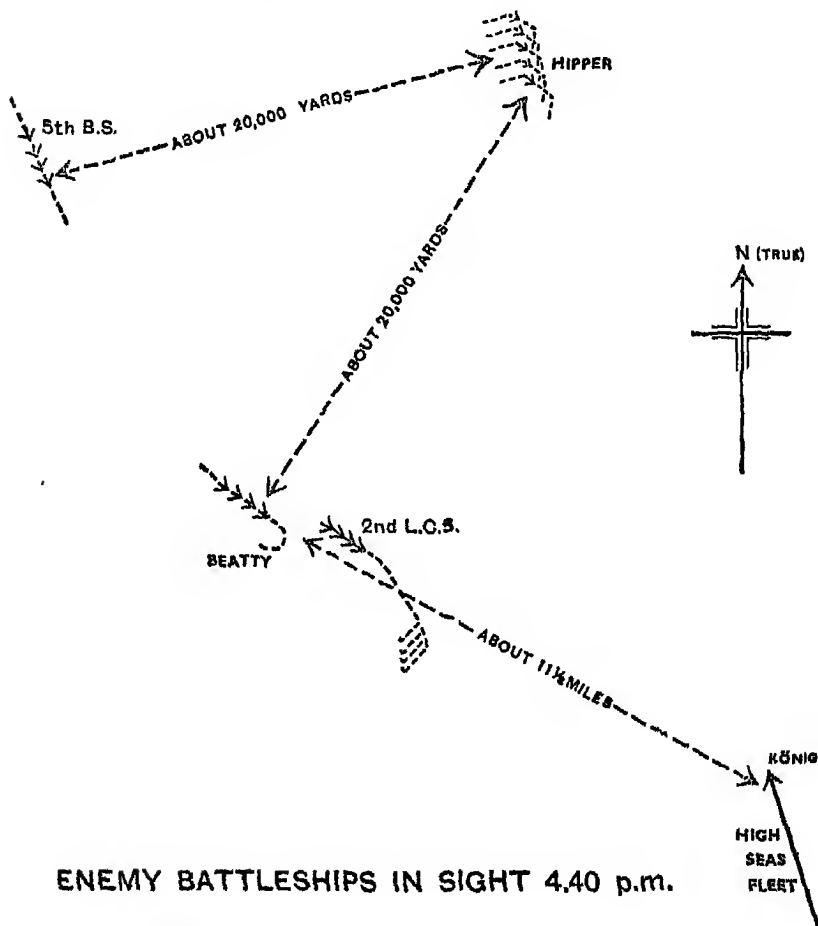 HIPPER
5th B.S.
ABOUT 20,000 YARDS
ABOUT 20,000 YARDS
N (TRUE)
2nd L.C.S.
BEATTY
ABOUT 11½ MILES
KÖNIG
HIGH
SEAS
FLEET
ENEMY BATTLESHIPS IN SIGHT 4.40 p.m.